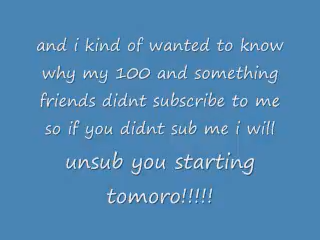 and i kind of wanted to know
why my 100 and something
friends didnt subscribe to me
so if you didnt sub me i will
unsub you starting
tomoro!!!!!